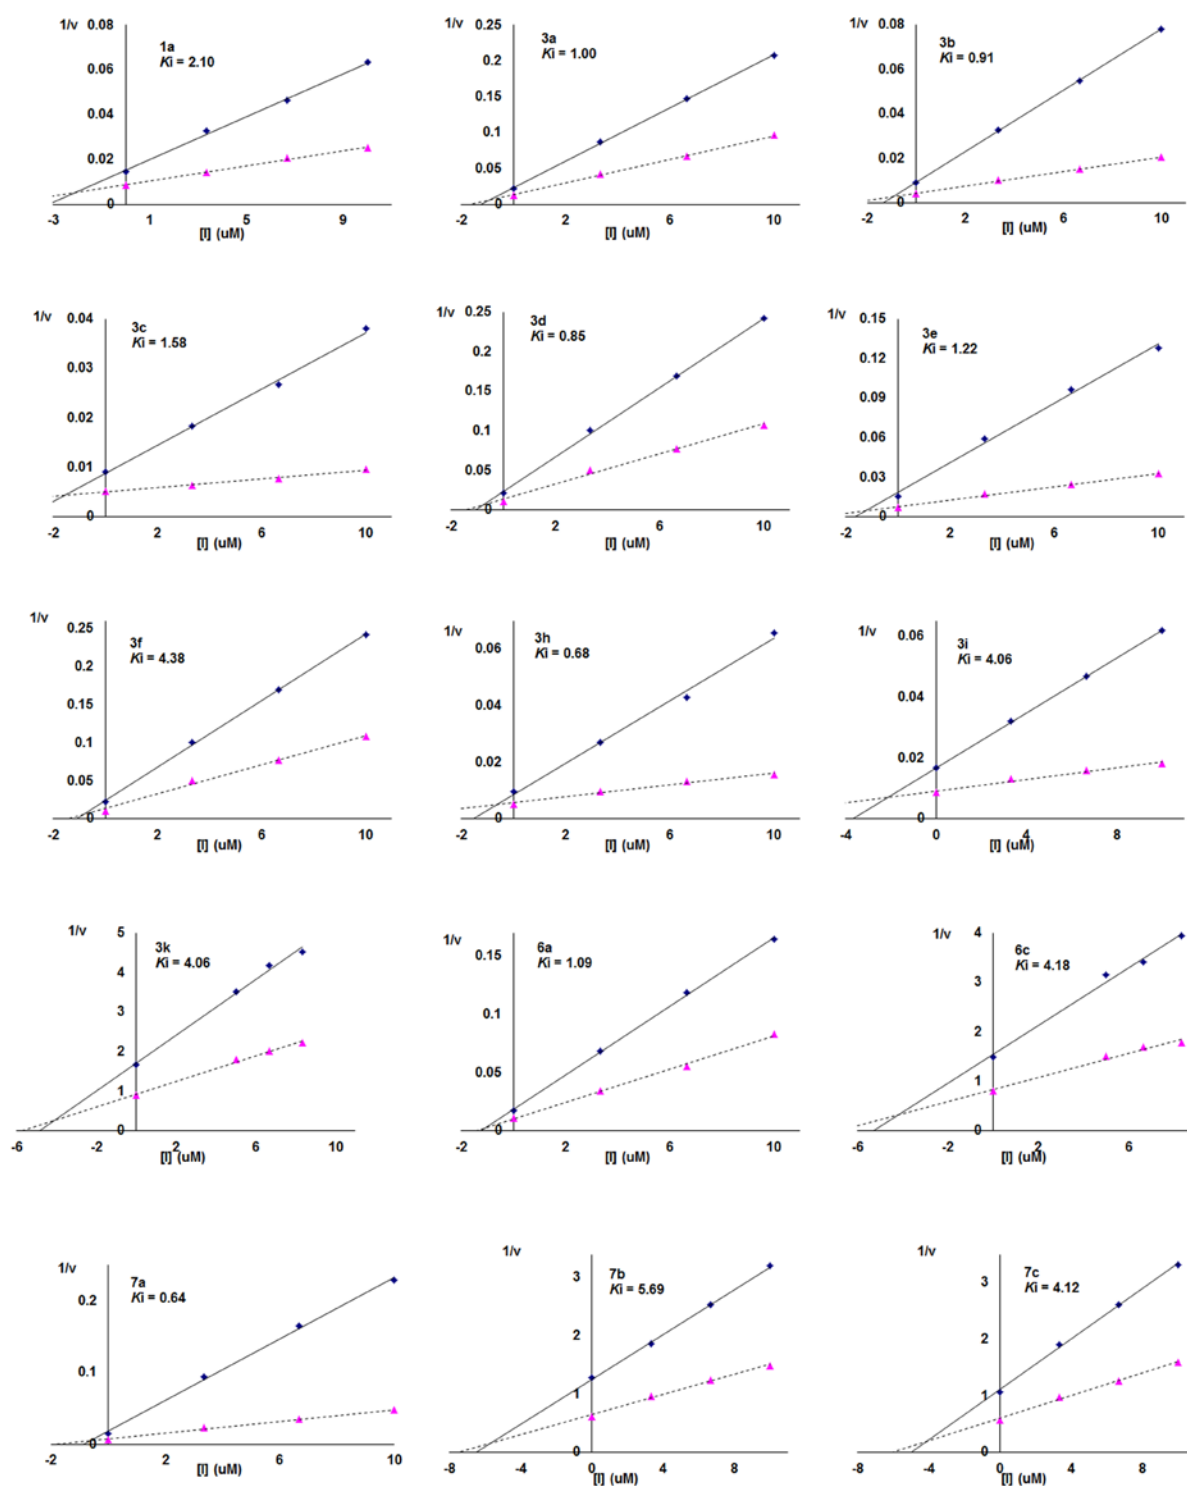 1/v
0.08
0.06
0.04
0.02
0
1a
Ki = 2.10
-3
1
5
9
[I] (uM)
1/v
0.25
0.2
0.15
0.1
0.05
0
3a
Ki = 1.00
-2
2
6
10
[I] (uM)
1/v
0.08
0.06
0.04
0.02
0
3b
Ki = 0.91
-2
2
6
10
[I] (uM)
1/v
0.04
0.03
0.02
0.01
0
3c
Ki = 1.58
-2
2
6
10
[I] (uM)
1/v
0.25
0.2
0.15
0.1
0.05
0
3d
Ki = 0.85
-2
2
6
10
[I] (uM)
1/v
0.15
0.12
0.09
0.06
0.03
0
3e
Ki = 1.22
-2
2
6
10
[I] (uM)
1/v
0.25
0.2
0.15
0.1
0.05
0
3f
Ki = 4.38
-2
2
6
10
[I] (uM)
1/v
0.06
0.04
0.02
0
3h
Ki = 0.68
-2
2
6
10
[I] (uM)
1/v
0.06
0.04
0.02
0
3i
Ki = 4.06
-4
0
4
8
[I] (uM)
1/v
5
4
3
2
1
0
3k
Ki = 4.06
-6
-2
2
6
10
[I] (uM)
1/v
0.15
0.1
0.05
0
6a
Ki = 1.09
-2
2
6
10
[I] (uM)
1/v
4
3
2
1
0
6c
Ki = 4.18
-6
-2
2
6
[I] (uM)
1/v
0.2
0.1
0
7a
Ki = 0.64
-2
2
6
10
[I] (uM)
1/v
3
2
1
0
7b
Ki = 5.69
-8
-4
0
4
8
[I] (uM)
1/v
3
2
1
0
7c
Ki = 4.12
-8
-4
0
4
8
[I] (uM)